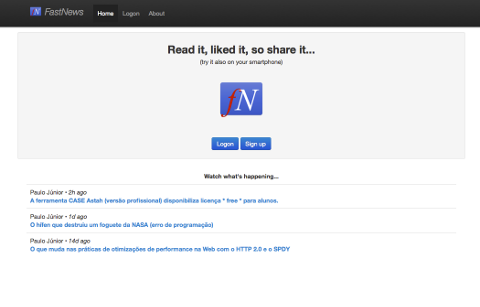 FastNews Home Logon About
Read it, liked it, so share it...
(try it also on your smartphone)
fN
Logon Sign up
Watch what's happening...
Paulo Júnior • 2h ago
A ferramenta CASE Astah (versão profissional) disponibiliza licença * free * para alunos.
Paulo Júnior • 1d ago
O hífen que destruiu um foguete da NASA (erro de programação)
Paulo Júnior • 14d ago
O que muda nas práticas de otimizações de performance na Web com o HTTP 2.0 e o SPDY